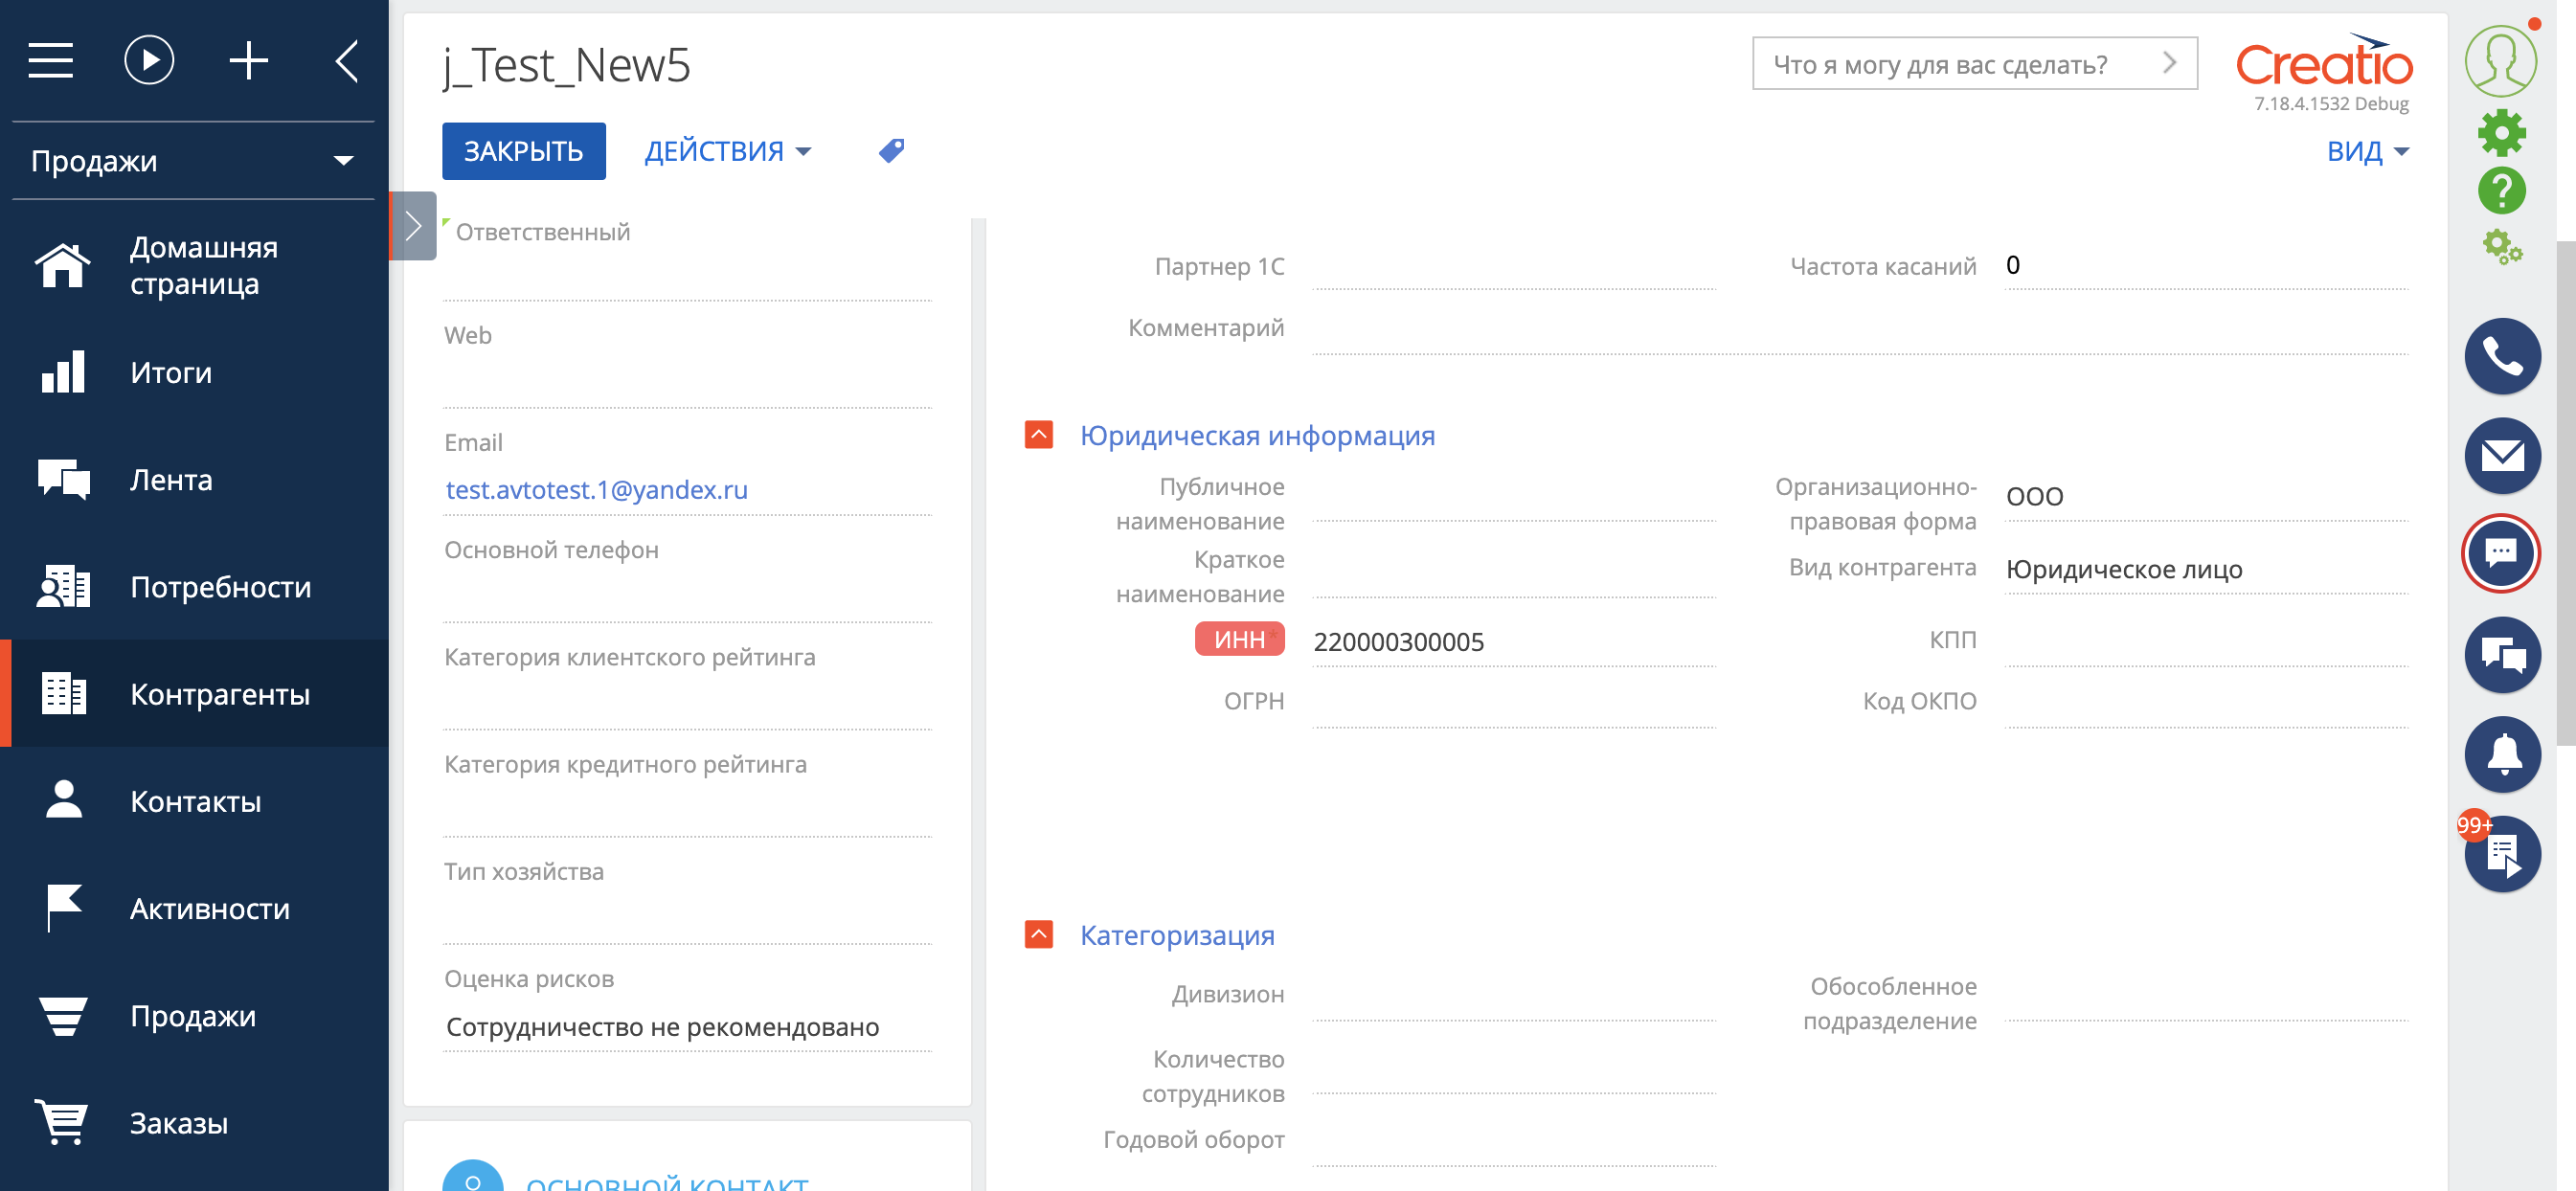 Продажи
Домашняя
страница
Итоги
Лента
Потребности
Контрагенты
Контакты
Активности
Продажи
Заказы
j_Test_New5
Что я могу для вас сделать?
Creatio
7.18.4.1532 Debug
ЗАКРЫТЬ
ДЕЙСТВИЯ
ВИД
Ответственный
Web
Email
test.avtotest.1@yandex.ru
Основной телефон
Категория клиентского рейтинга
Категория кредитного рейтинга
Тип хозяйства
Оценка рисков
Сотрудничество не рекомендовано
ОСНОВНОЙ КОНТАКТ
Партнер 1С
Частота касаний
0
Комментарий
Юридическая информация
Публичное
наименование
Организационно-
правовая форма
ООО
Краткое
наименование
Вид контрагента
Юридическое лицо
ИНН*
220000300005
КПП
ОГРН
Код ОКПО
Категоризация
Дивизион
Обособленное
подразделение
Количество
сотрудников
Годовой оборот
99+